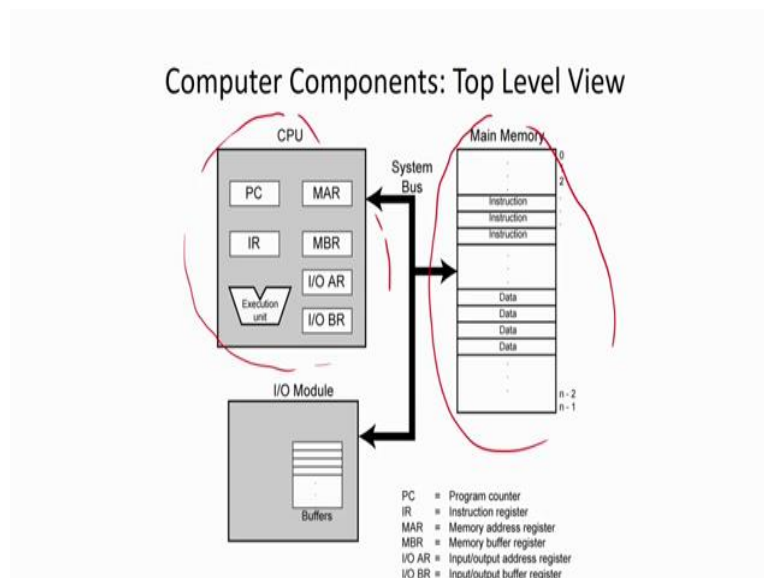 Computer Components: Top Level View
CPU
PC
MAR
IR
MBR
I/O AR
Execution
unit
I/O BR
System
Bus
Main Memory
0
2
.
.
.
Instruction
Instruction
Instruction
.
.
.
Data
Data
Data
Data
.
.
.
n - 2
n - 1
I/O Module
.
.
Buffers
PC = Program counter
IR = Instruction register
MAR = Memory address register
MBR = Memory buffer register
I/O AR = Input/output address register
I/O BR = Input/output buffer register